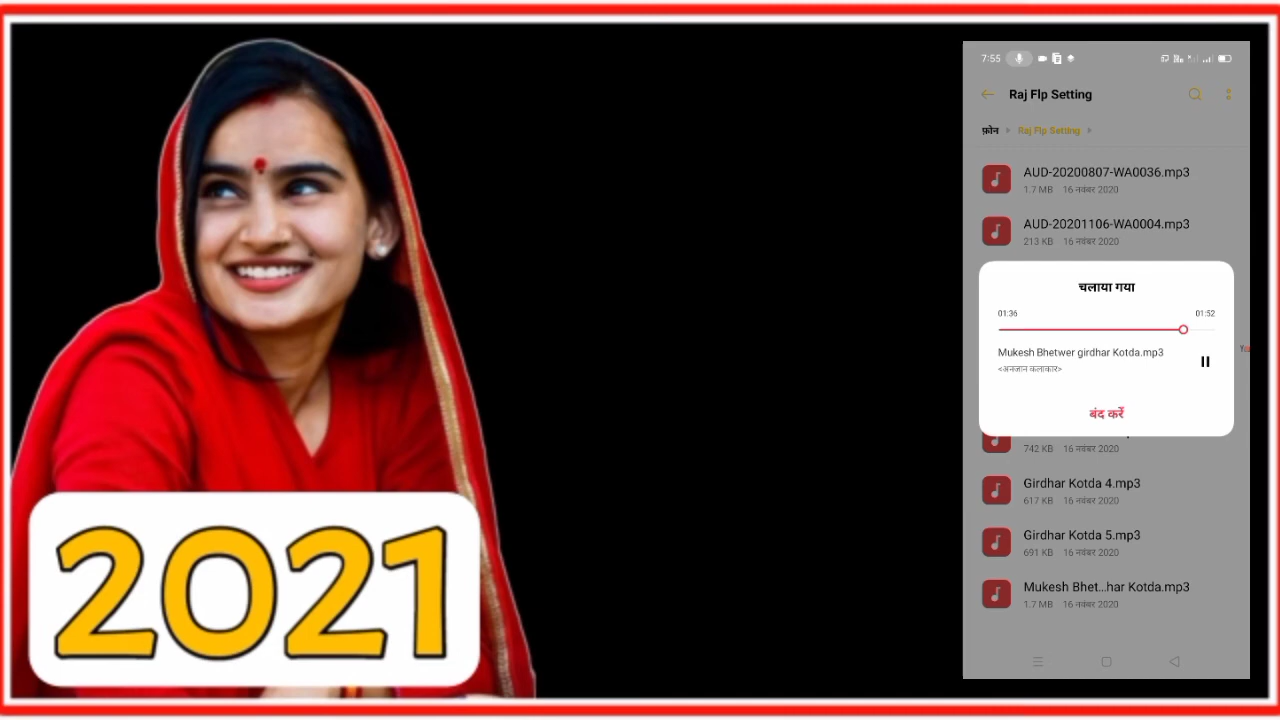 2021
7:55
Raj Flp Setting
फ़ोन Raj Flp Setting
AUD-20200807-WA0036.mp3
1.7 MB 16 नवंबर 2020
AUD-20201106-WA0004.mp3
213 KB 16 नवंबर 2020
चलाया गया
01:36 01:52
Mukesh Bhetwer girdhar Kotda.mp3
<अनजान कलाकार>
बंद करें
742 KB 16 नवंबर 2020
Girdhar Kotda 4.mp3
617 KB 16 नवंबर 2020
Girdhar Kotda 5.mp3
691 KB 16 नवंबर 2020
Mukesh Bhet...har Kotda.mp3
1.7 MB 16 नवंबर 2020